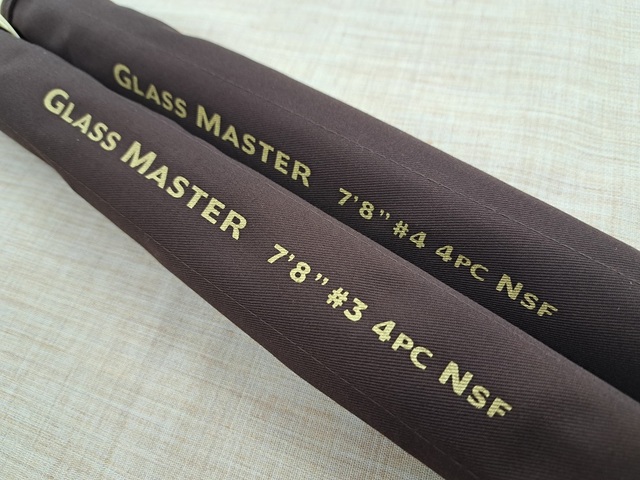 GLASS MASTER 7'8" #4 4PC NSF
GLASS MASTER 7'8" #3 4PC NSF